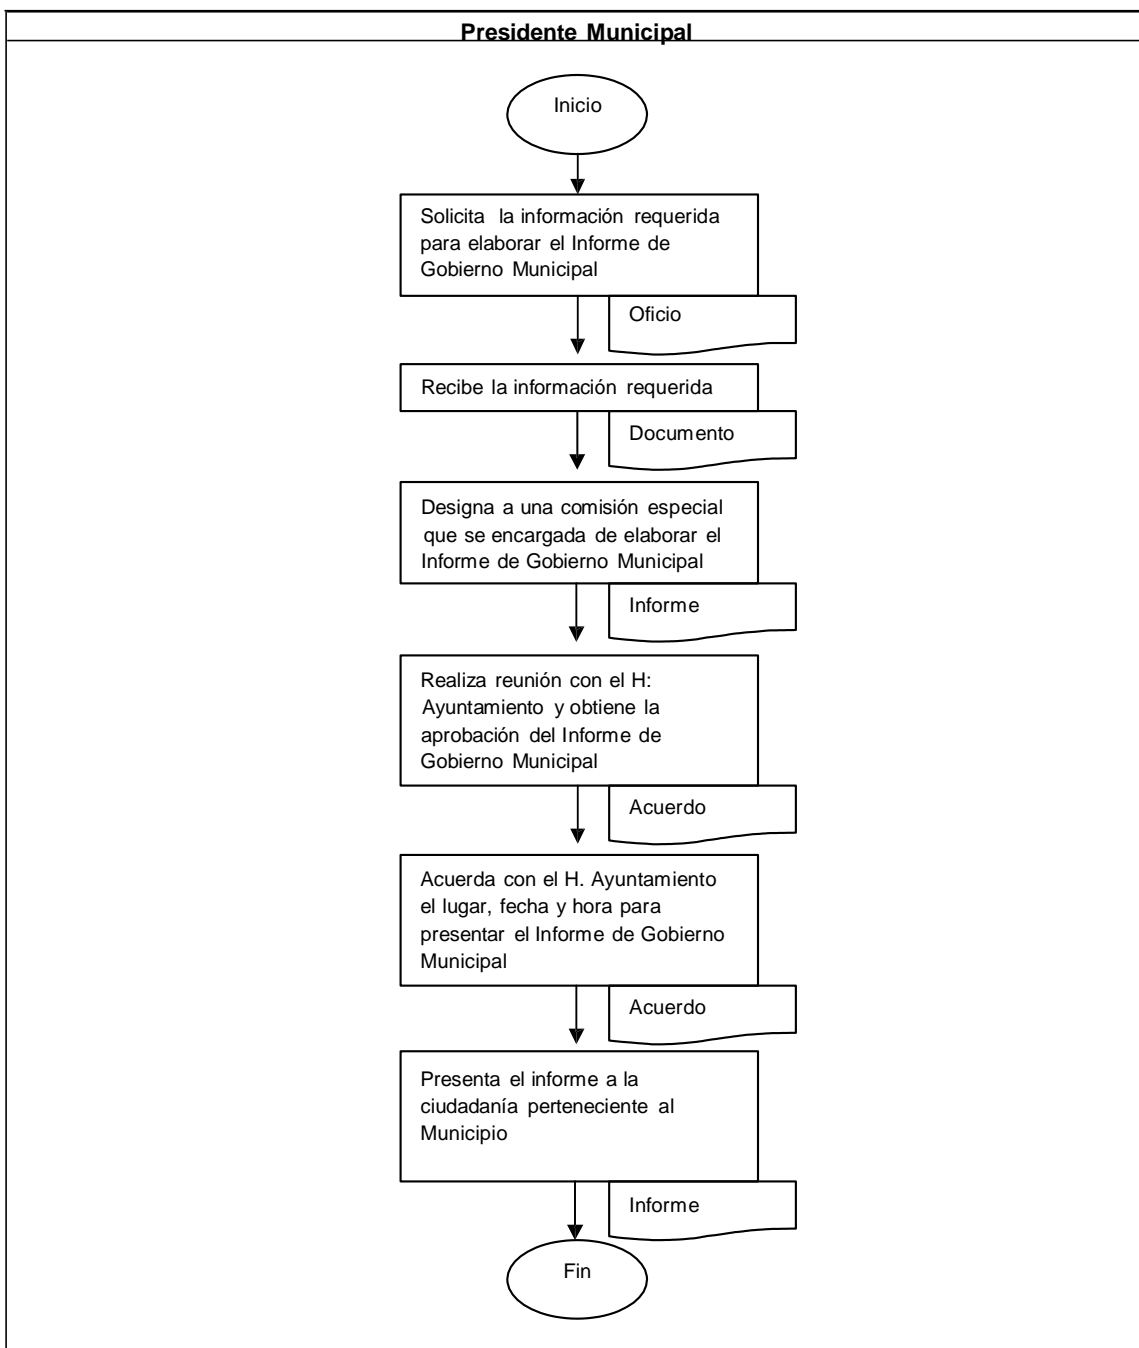 Presidente Municipal
Inicio
Solicita la información requerida
para elaborar el Informe de
Gobierno Municipal
Oficio
Recibe la información requerida
Documento
Designa a una comisión especial
que se encargada de elaborar el
Informe de Gobierno Municipal
Informe
Realiza reunión con el H:
Ayuntamiento y obtiene la
aprobación del Informe de
Gobierno Municipal
Acuerdo
Acuerda con el H. Ayuntamiento
el lugar, fecha y hora para
presentar el Informe de Gobierno
Municipal
Acuerdo
Presenta el informe a la
ciudadanía perteneciente al
Municipio
Informe
Fin